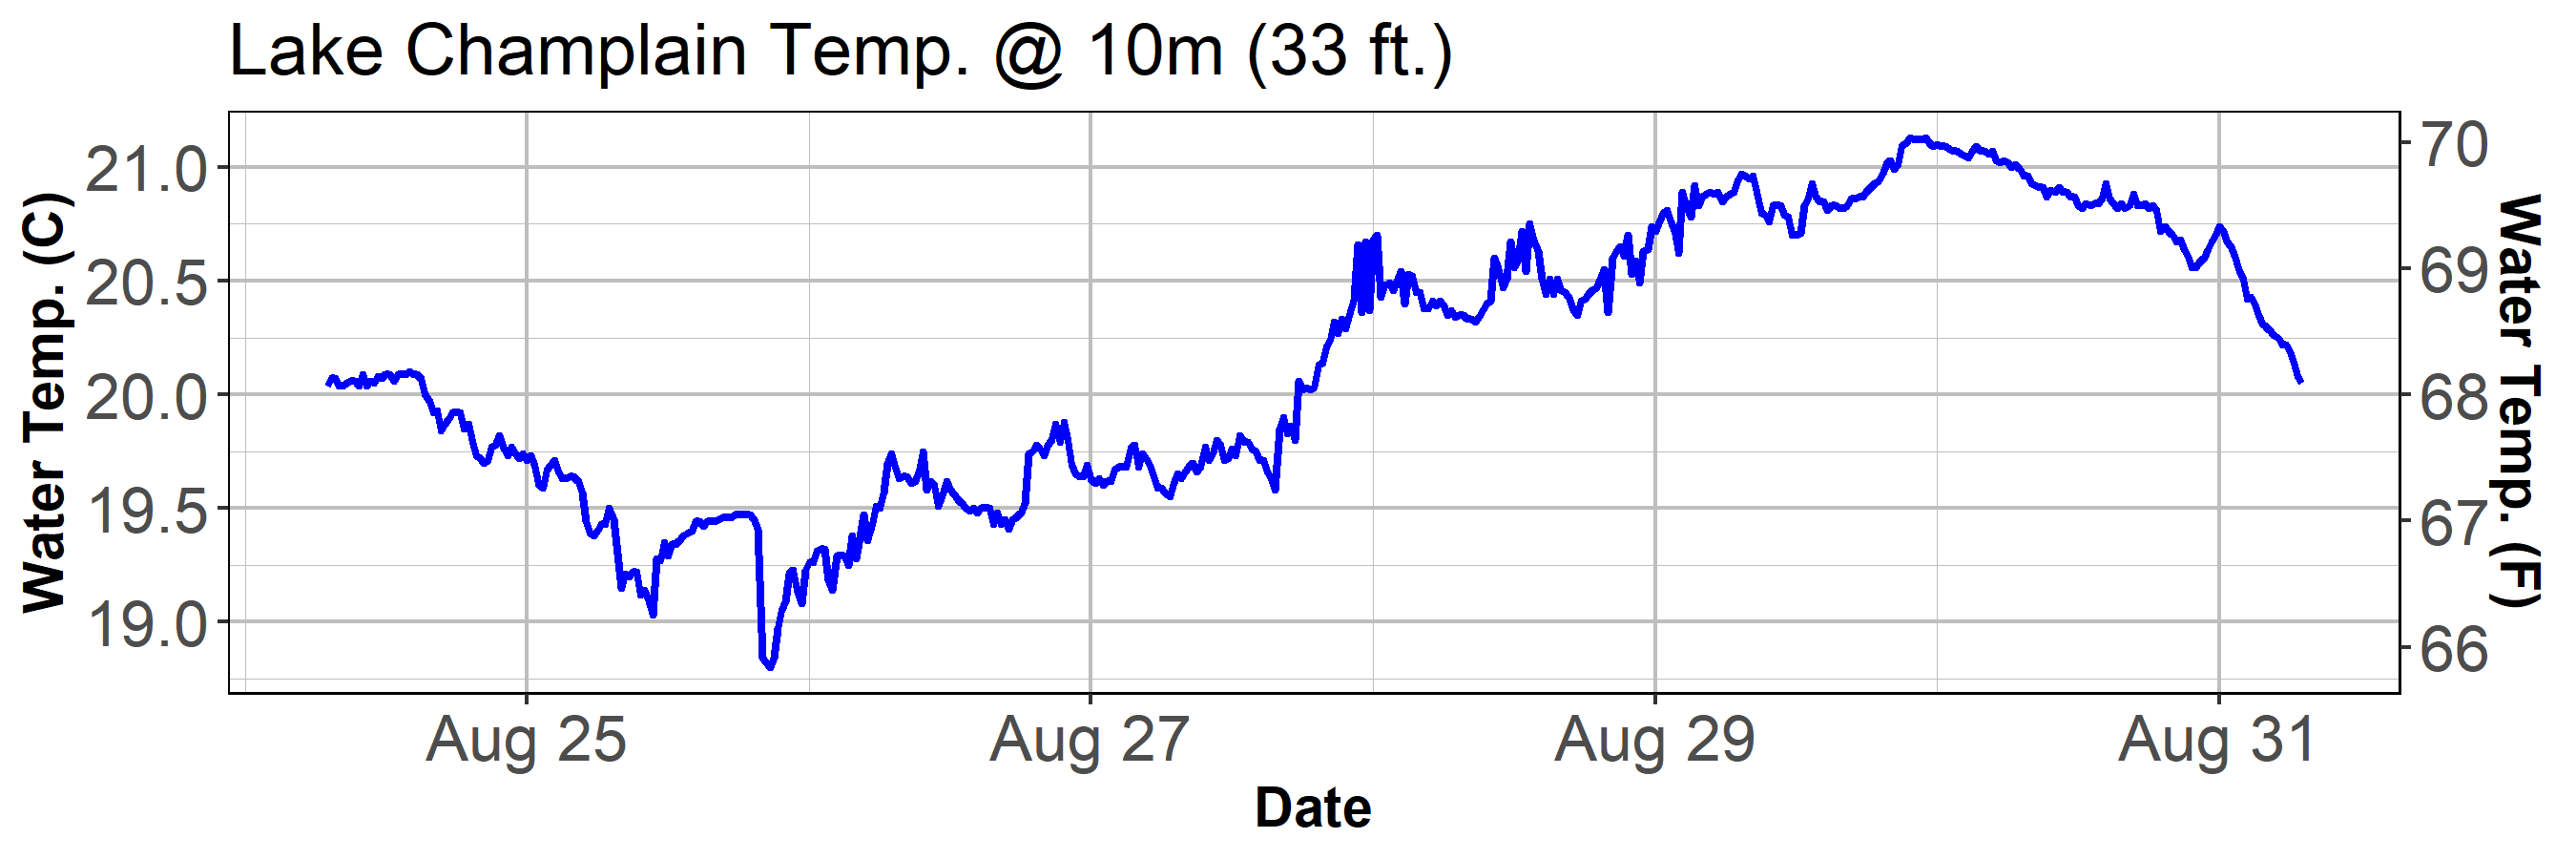 Lake Champlain Temp. @ 10m (33 ft.)
Water Temp. (C)
21.0
20.5
20.0
19.5
19.0
70
69
68
67
66
Water Temp. (F)
Aug 25
Aug 27
Aug 29
Aug 31
Date